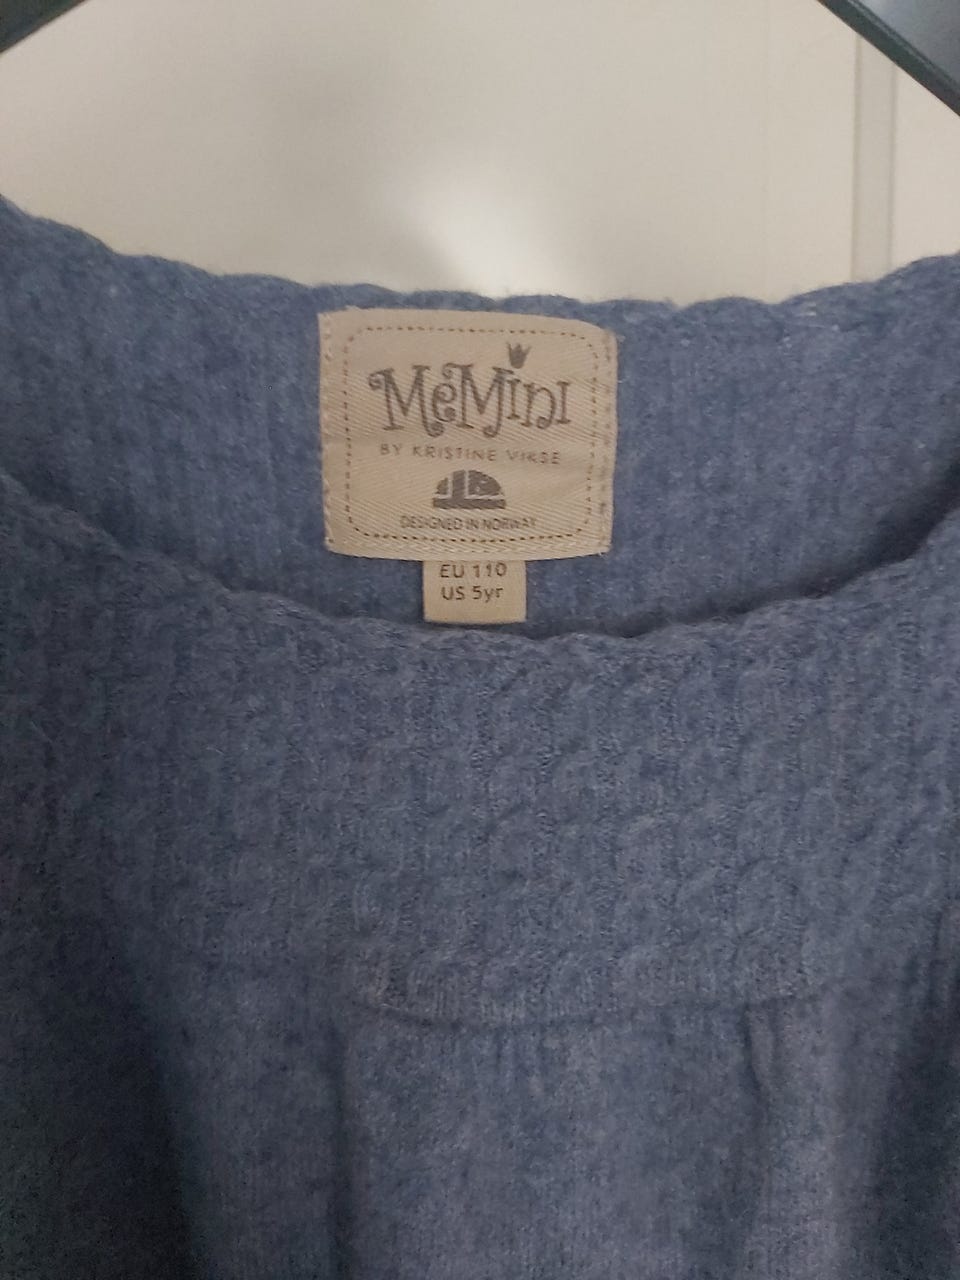 MeMini
BY KRISTINE VIKSE
DESIGNED IN NORWAY
EU 110
US 5yr